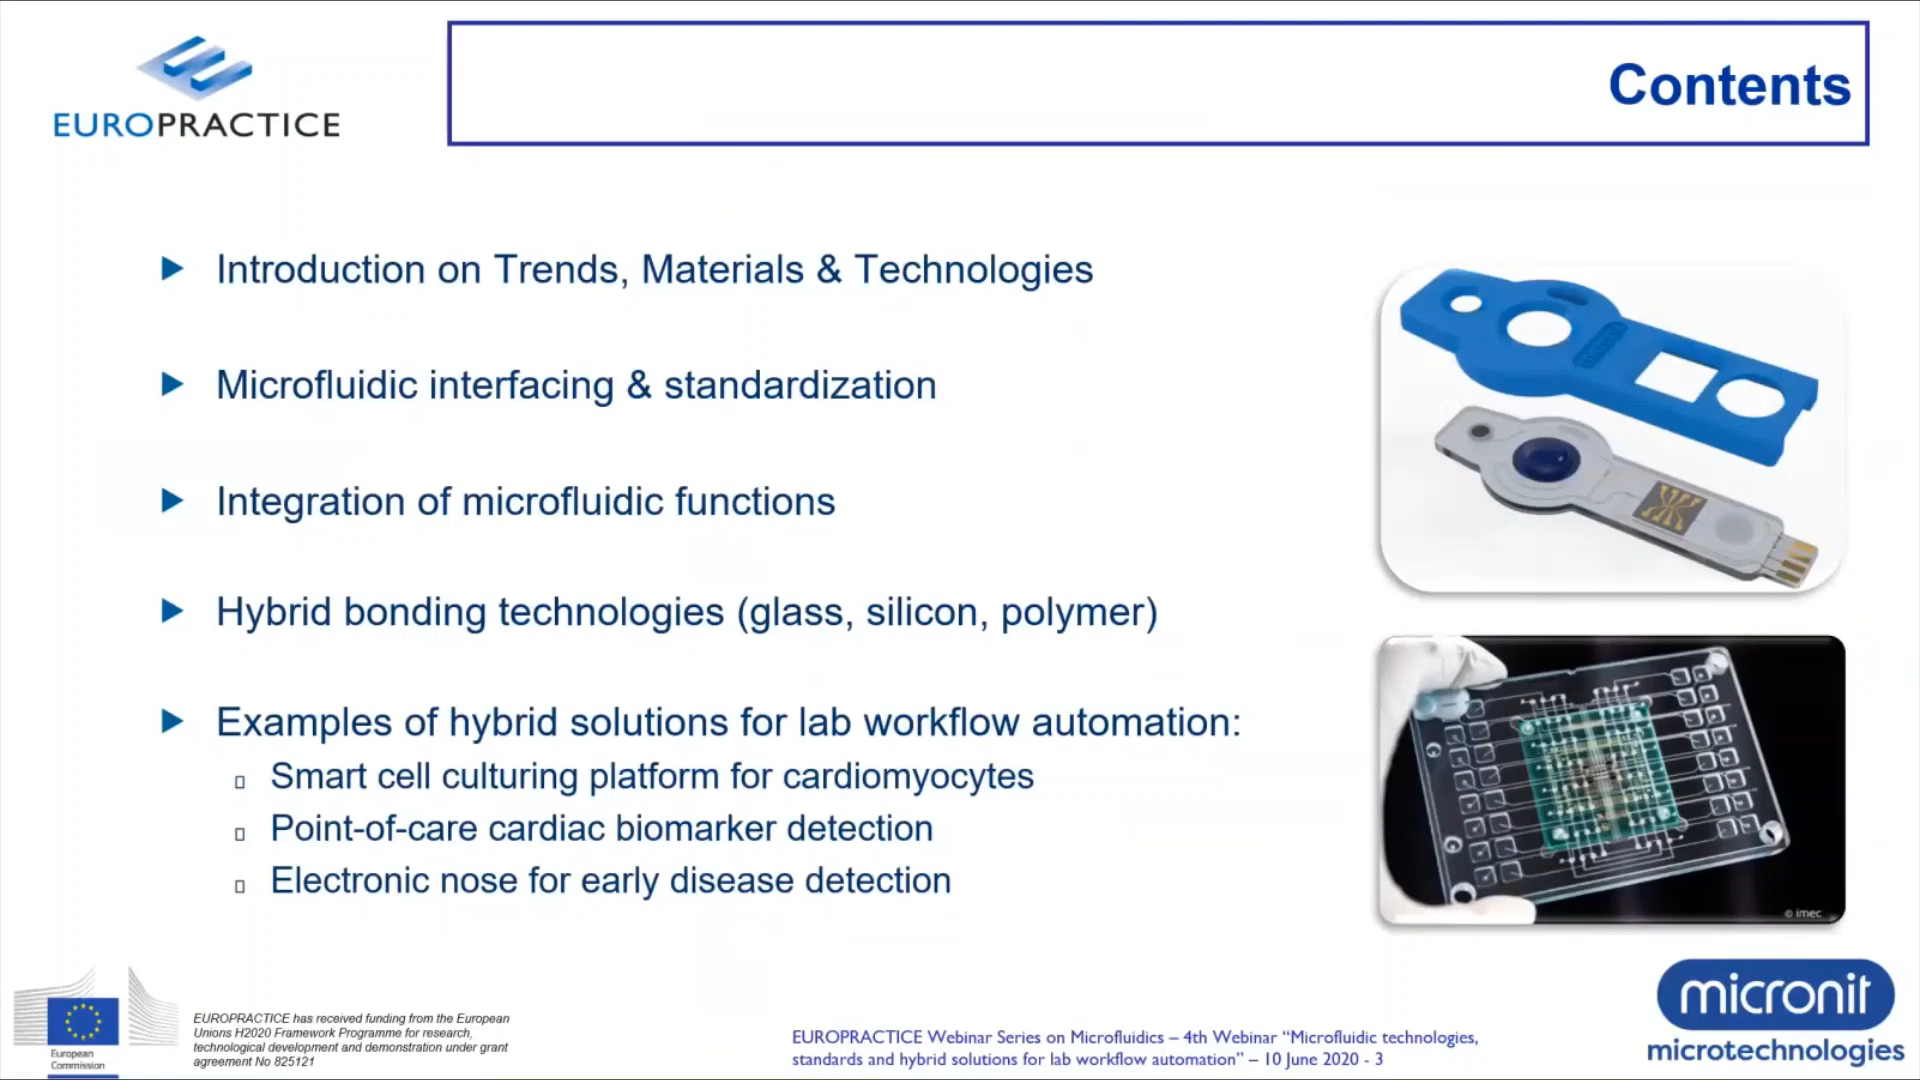 EUROPRACTICE
Contents
Introduction on Trends, Materials & Technologies
Microfluidic interfacing & standardization
Integration of microfluidic functions
Hybrid bonding technologies (glass, silicon, polymer)
Examples of hybrid solutions for lab workflow automation:
Smart cell culturing platform for cardiomyocytes
Point-of-care cardiac biomarker detection
Electronic nose for early disease detection
© imec
European
Commission
EUROPRACTICE has received funding from the European
Unions H2020 Framework Programme for research,
technological development and demonstration under grant
agreement No 825121
EUROPRACTICE Webinar Series on Microfluidics – 4th Webinar “Microfluidic technologies,
standards and hybrid solutions for lab workflow automation” – 10 June 2020 - 3
micronit
microtechnologies